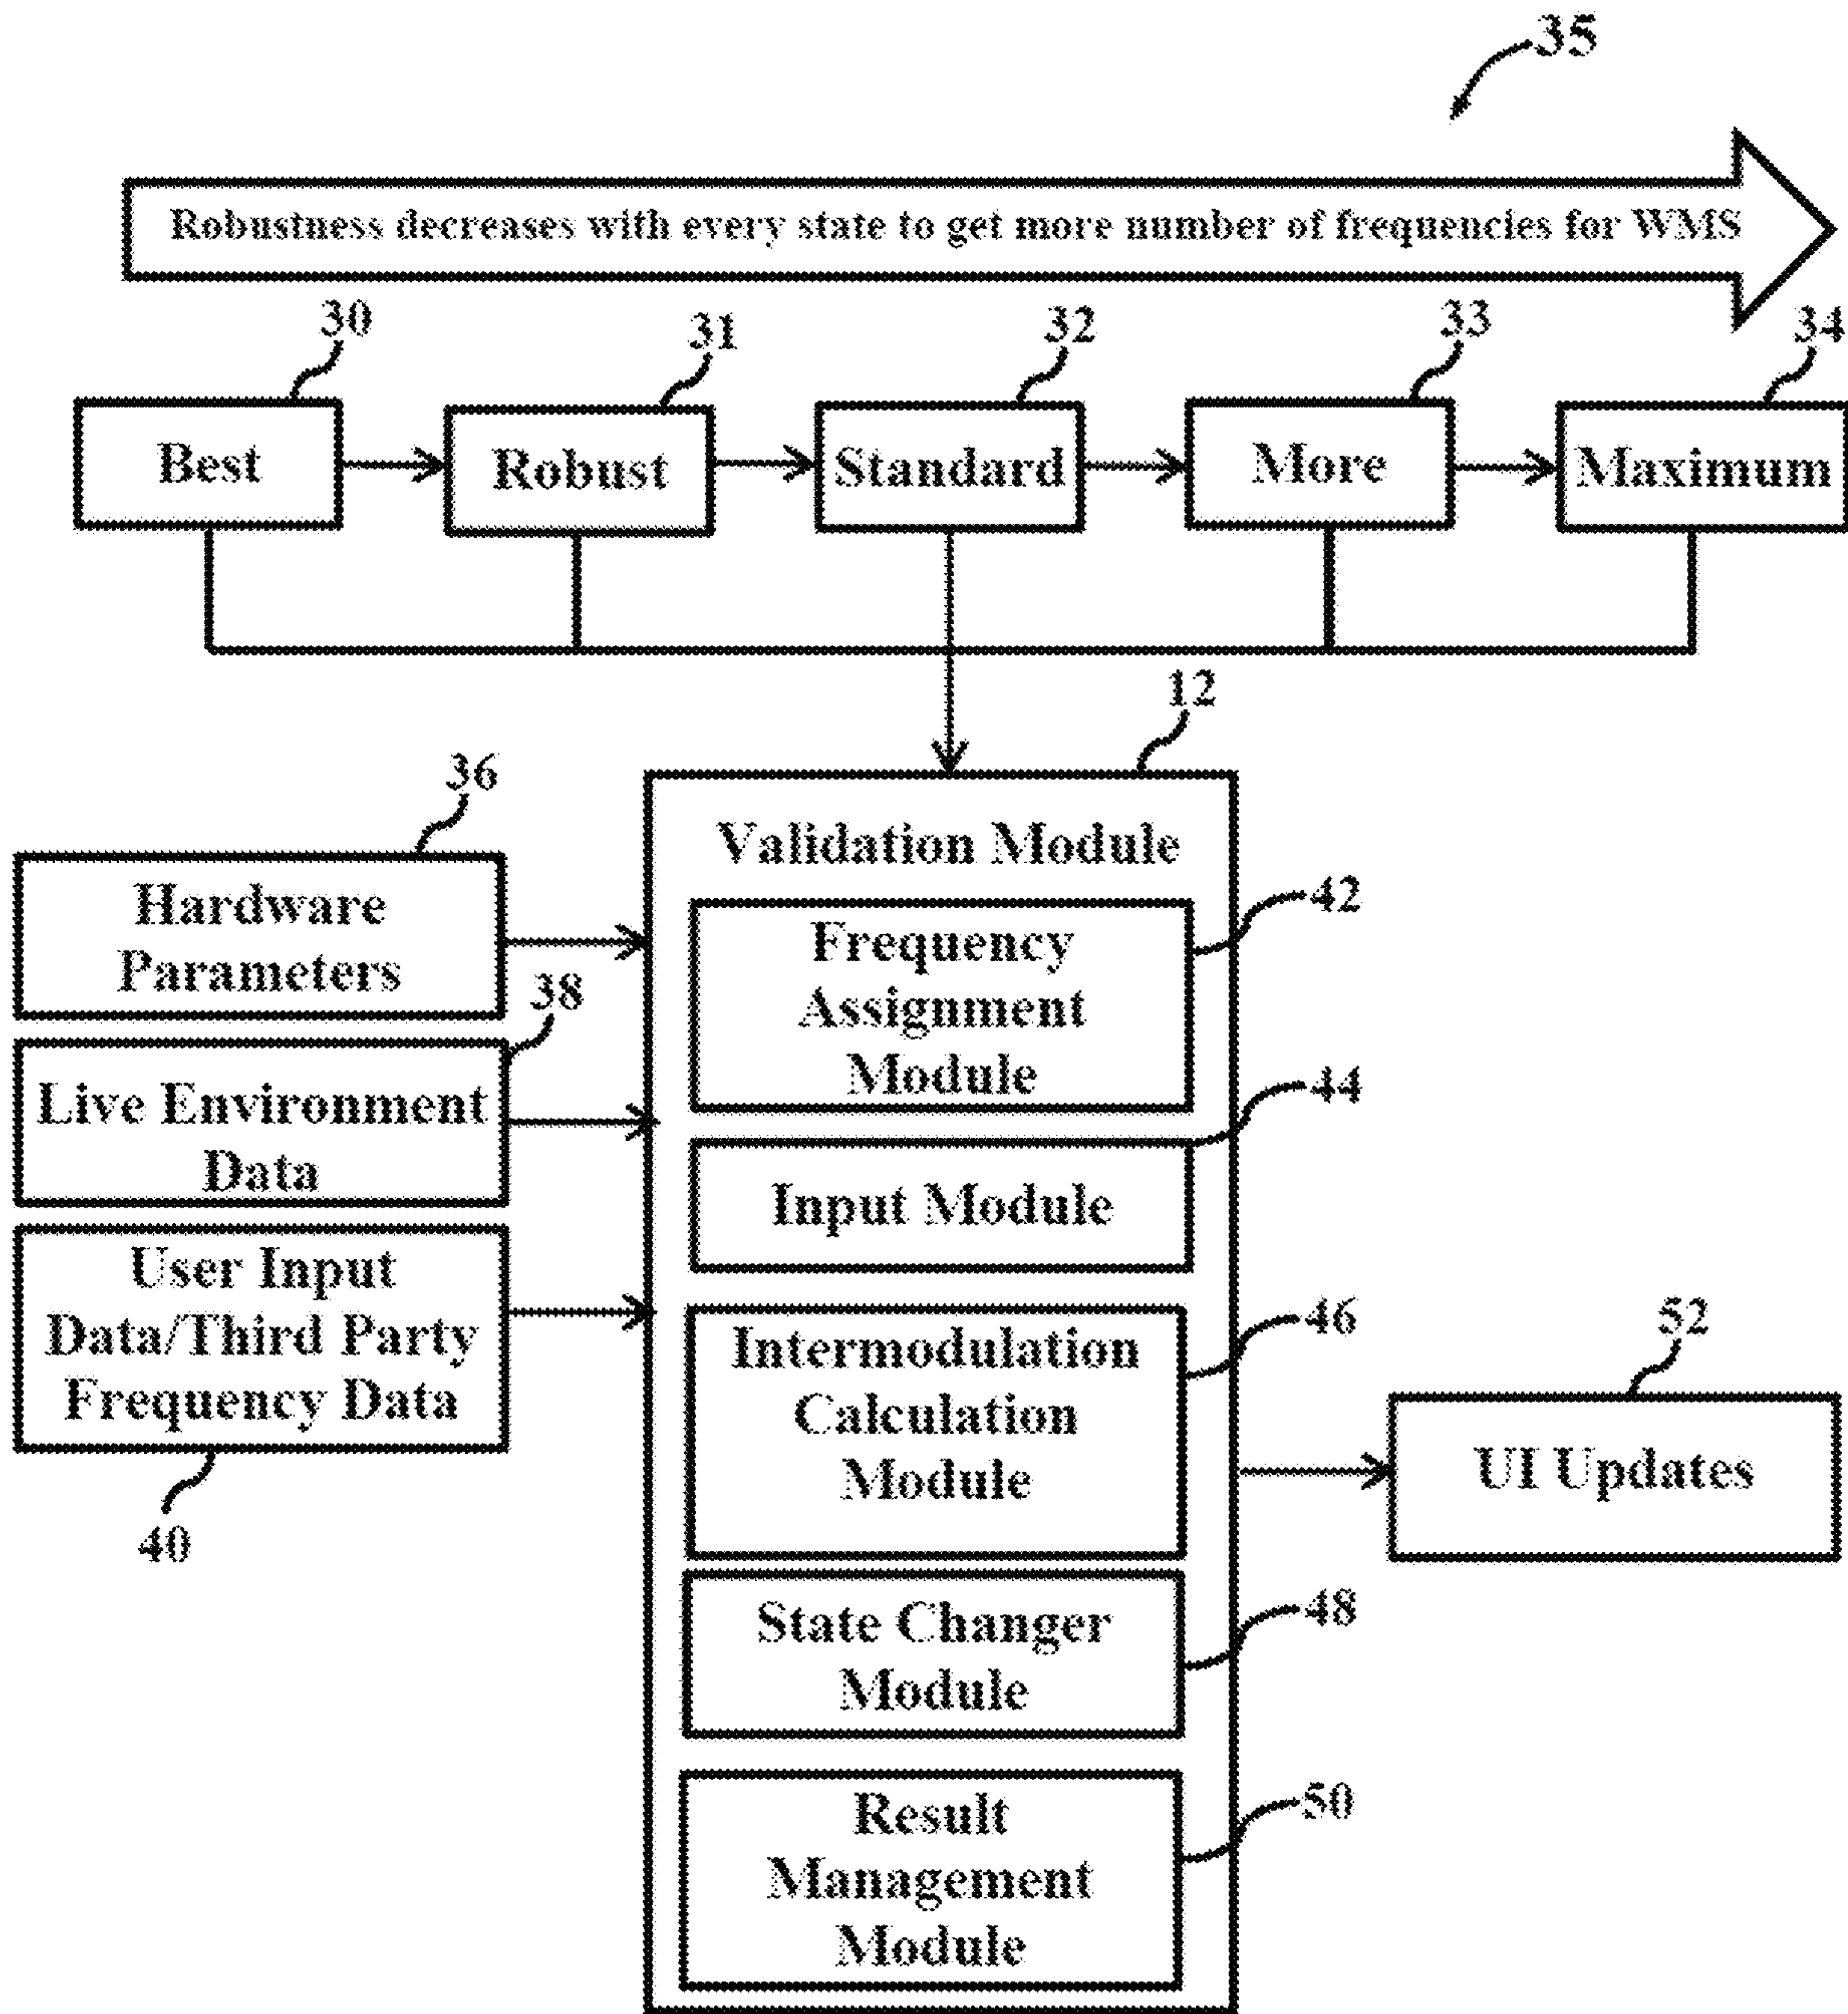 35
Robustness decreases with every state to get more number of frequencies for WMS
30
31
32
33
34
Best
Robust
Standard
More
Maximum
12
36
Hardware
Parameters
38
Live Environment
Data
User Input
Data/Third Party
Frequency Data
40
Validation Module
42
Frequency
Assignment
Module
44
Input Module
46
Intermodulation
Calculation
Module
48
State Changer
Module
50
Result
Management
Module
52
UI Updates